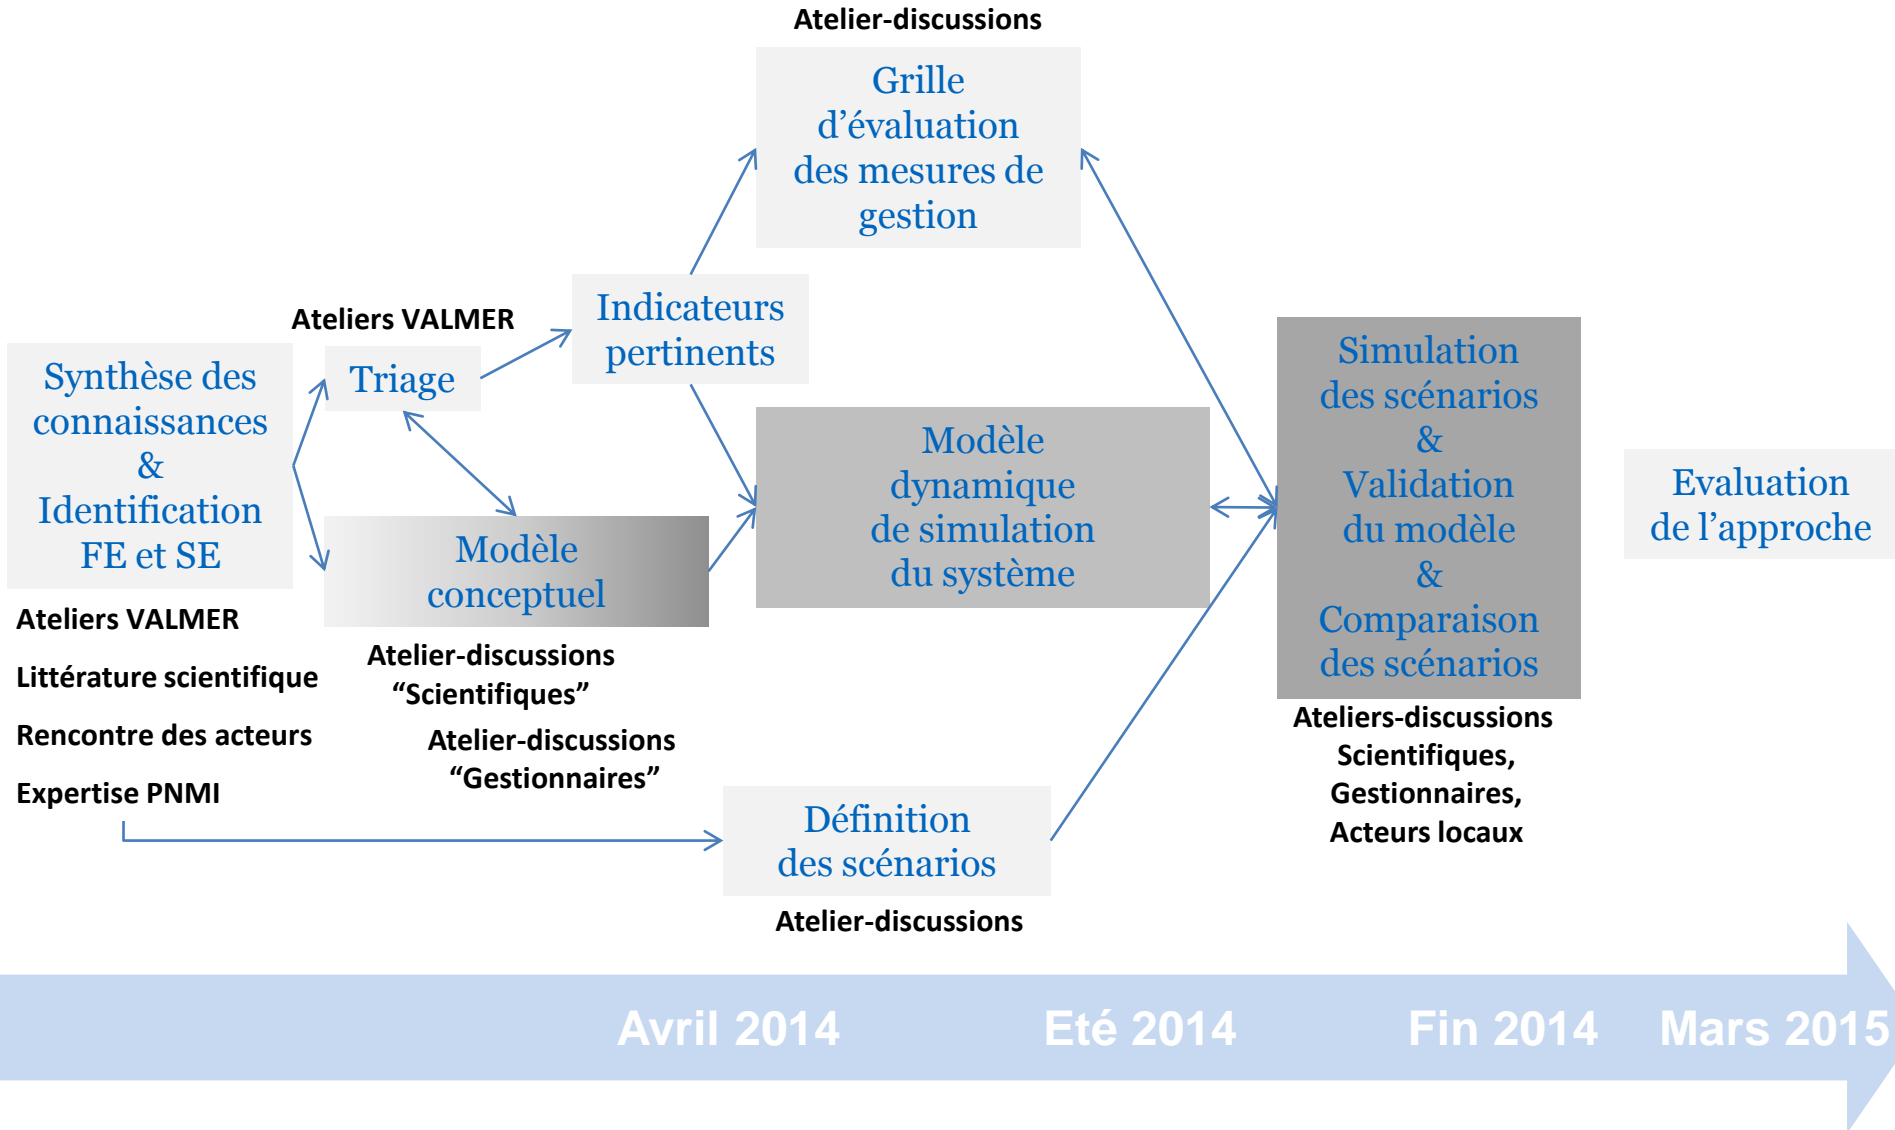 Atelier-discussions
Grille
d’évaluation
des mesures de
gestion
Ateliers VALMER
Indicateurs
pertinents
Synthèse des
connaissances
&
Identification
FE et SE
Triage
Modèle
conceptuel
Modèle
dynamique
de simulation
du système
Simulation
des scénarios
&
Validation
du modèle
&
Comparaison
des scénarios
Evaluation
de l’approche
Ateliers VALMER
Littérature scientifique
Rencontre des acteurs
Expertise PNMI
Atelier-discussions
“Scientifiques”
Atelier-discussions
“Gestionnaires”
Ateliers-discussions
Scientifiques,
Gestionnaires,
Acteurs locaux
Définition
des scénarios
Atelier-discussions
Avril 2014
Eté 2014
Fin 2014
Mars 2015